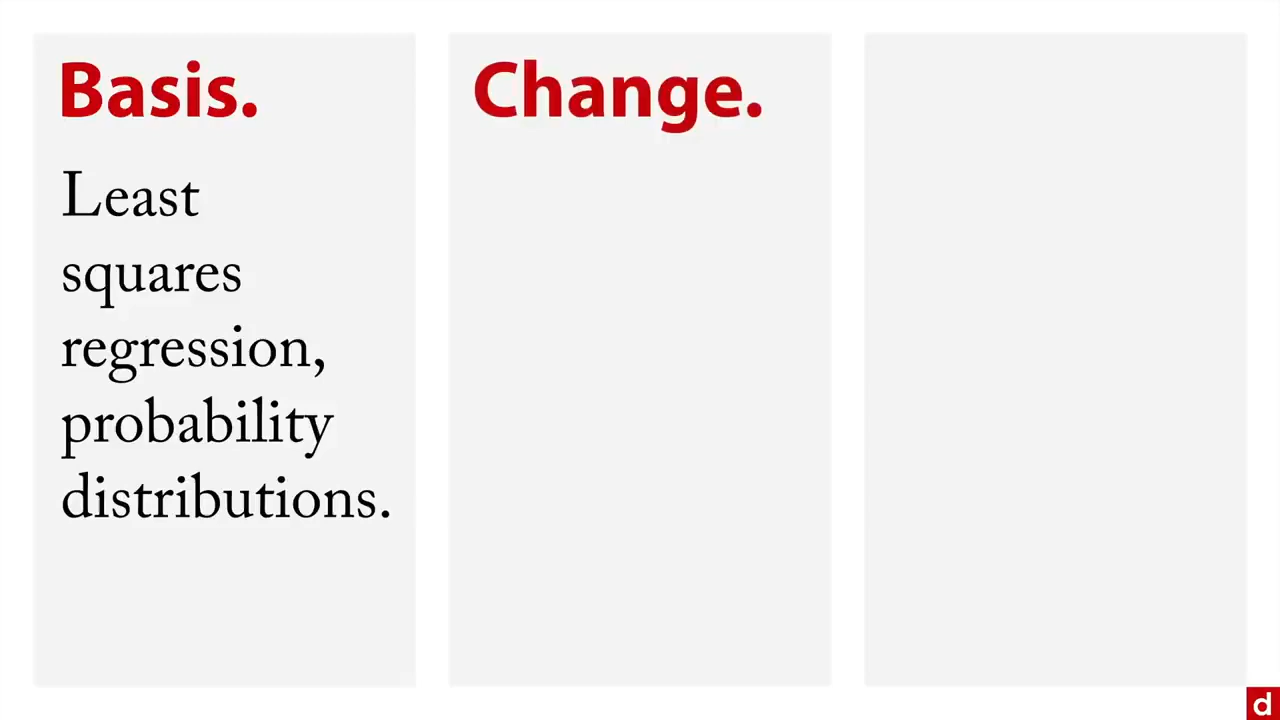 Basis.
Least
squares
regression,
probability
distributions.
Change.
d